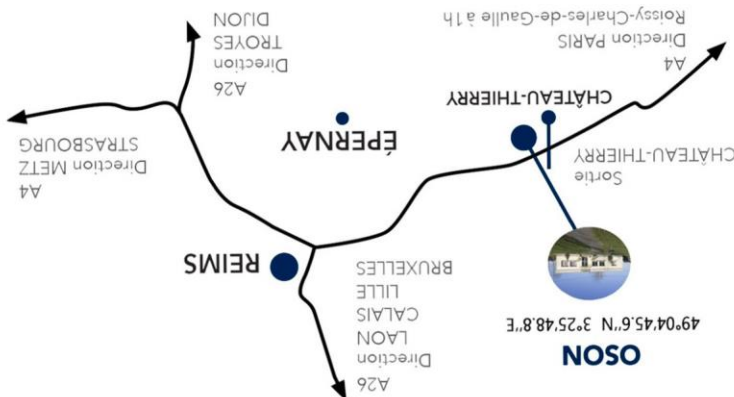 OSON
49°04'45.6"N 3°25'48.8"E
A26
Direction
LAON
CALAIS
LILLE
BRUXELLES
REIMS
Sortie
CHÂTEAU-THIERRY
CHÂTEAU-THIERRY
ÉPERNAY
A4
Direction METZ
STRASBOURG
A4
Direction PARIS
Roissy-Charles-de-Gaulle à 1h
A26
Direction
TROYES
DIJON